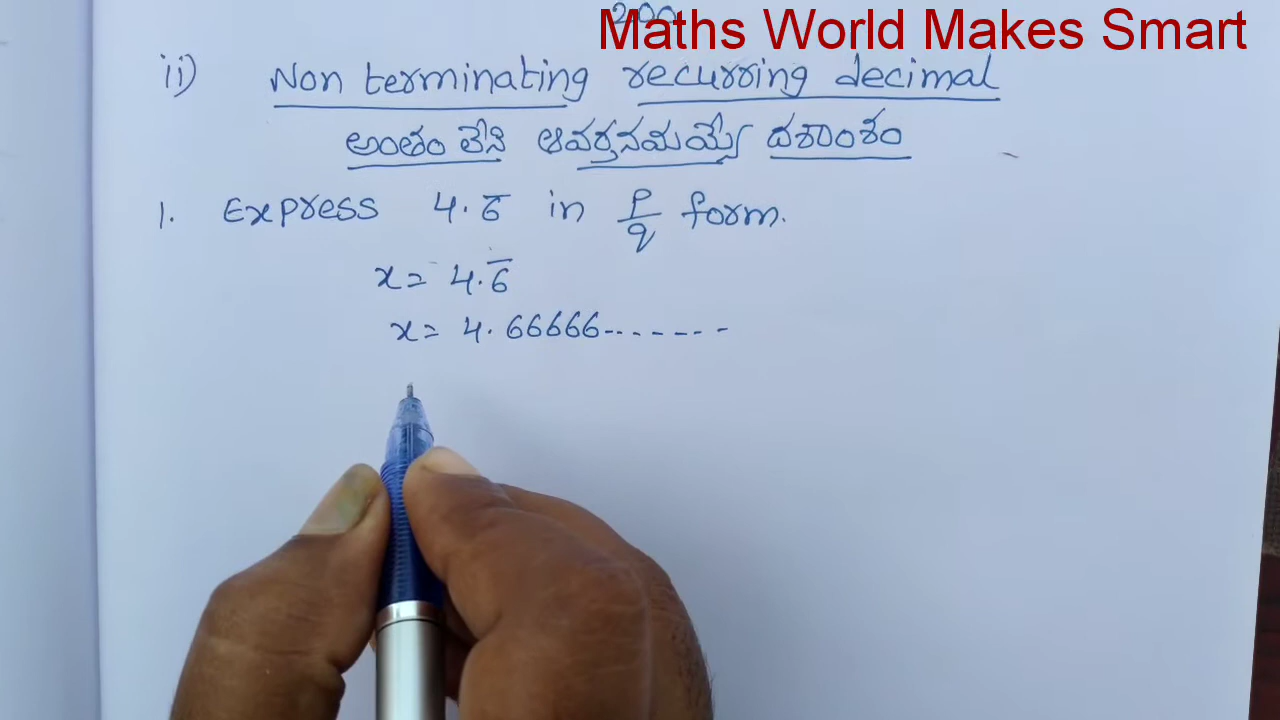 200
Maths World Makes Smart
ii) Non terminating recurring decimal
అంతం లేని ఆవర్తనమయ్యే దశాంశం
1. Express 4.6̅ in p/q form.
x = 4.6̅
x = 4.66666-------